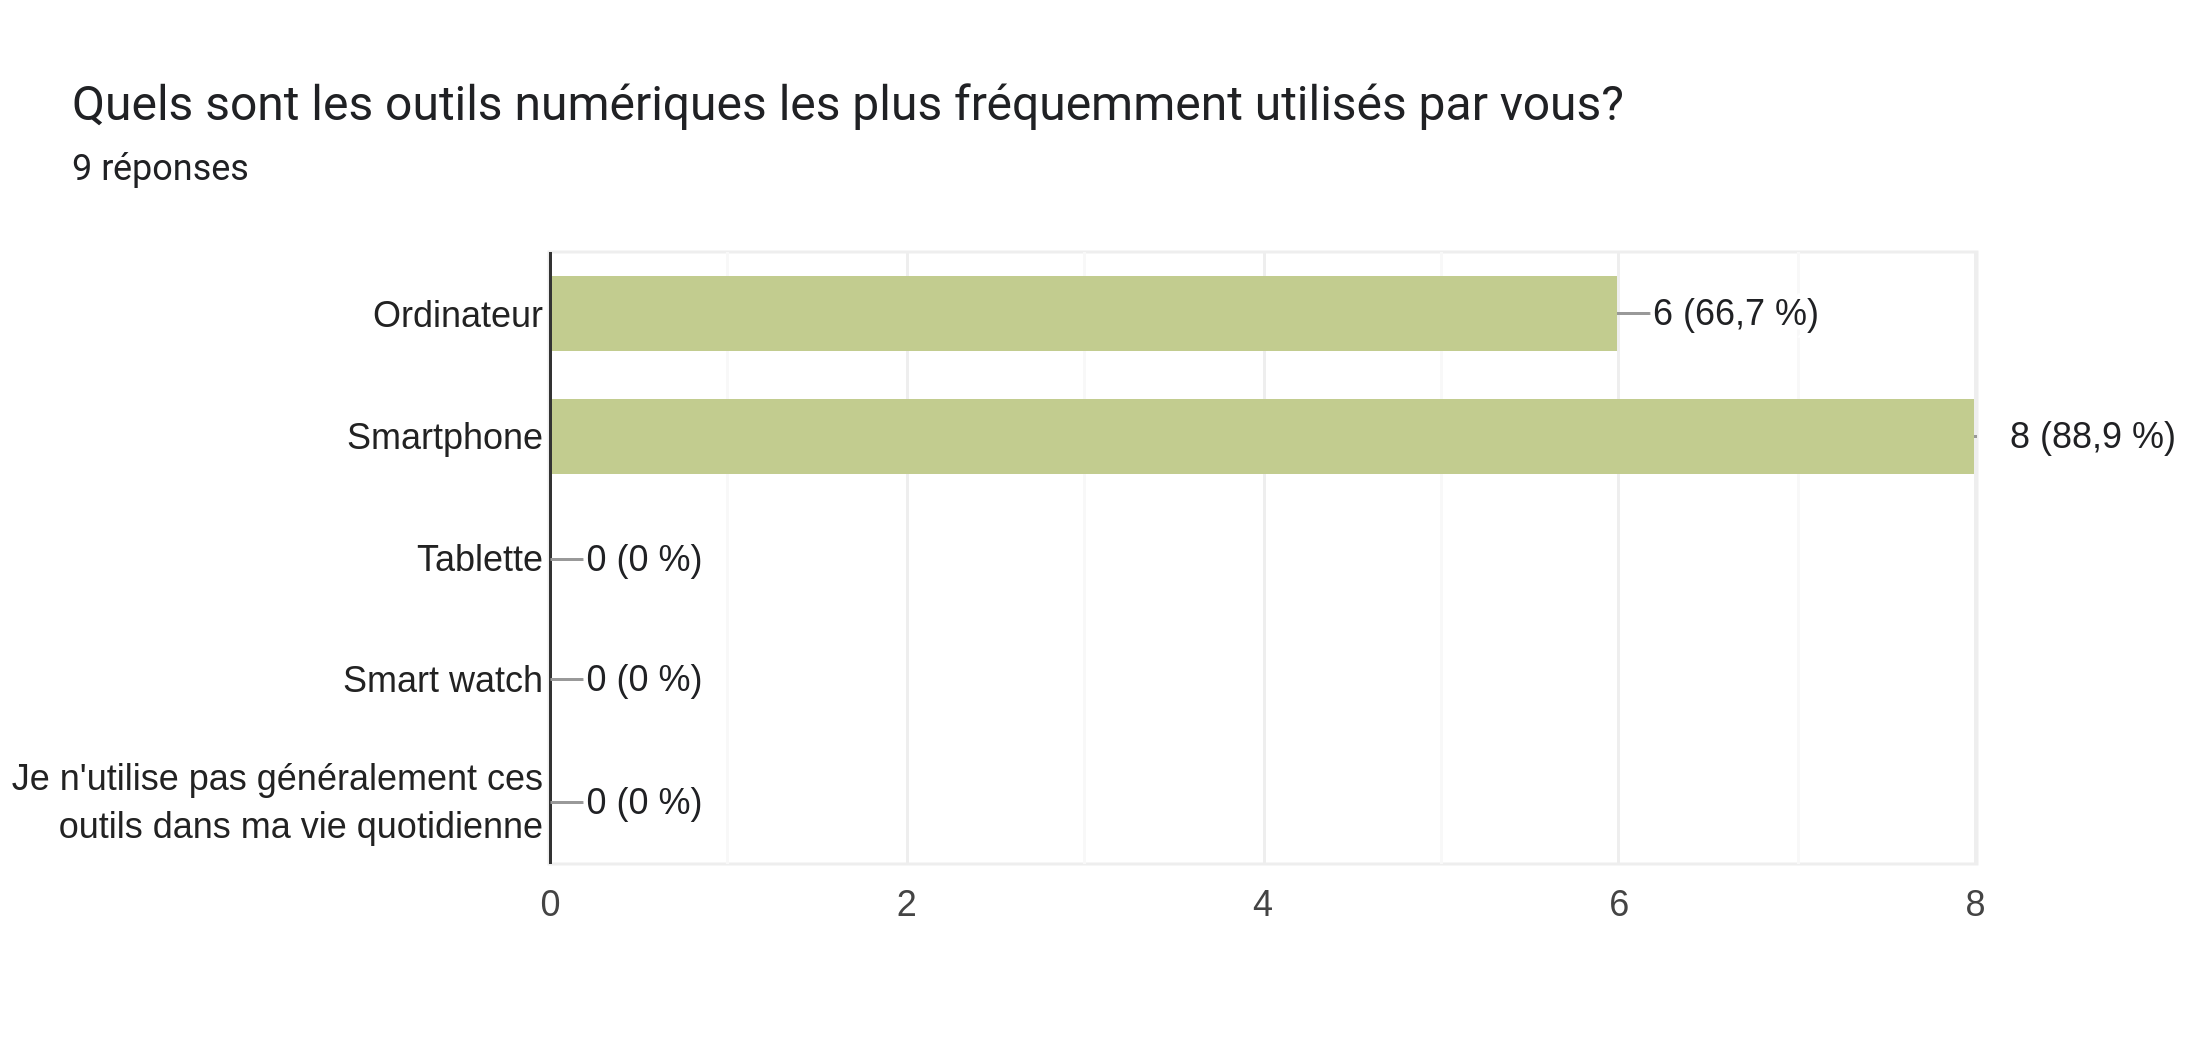 Quels sont les outils numériques les plus fréquemment utilisés par vous?
9 réponses
Ordinateur
6 (66,7 %)
Smartphone
8 (88,9 %)
Tablette
0 (0 %)
Smart watch
0 (0 %)
Je n'utilise pas généralement ces
outils dans ma vie quotidienne
0 (0 %)
0 2 4 6 8